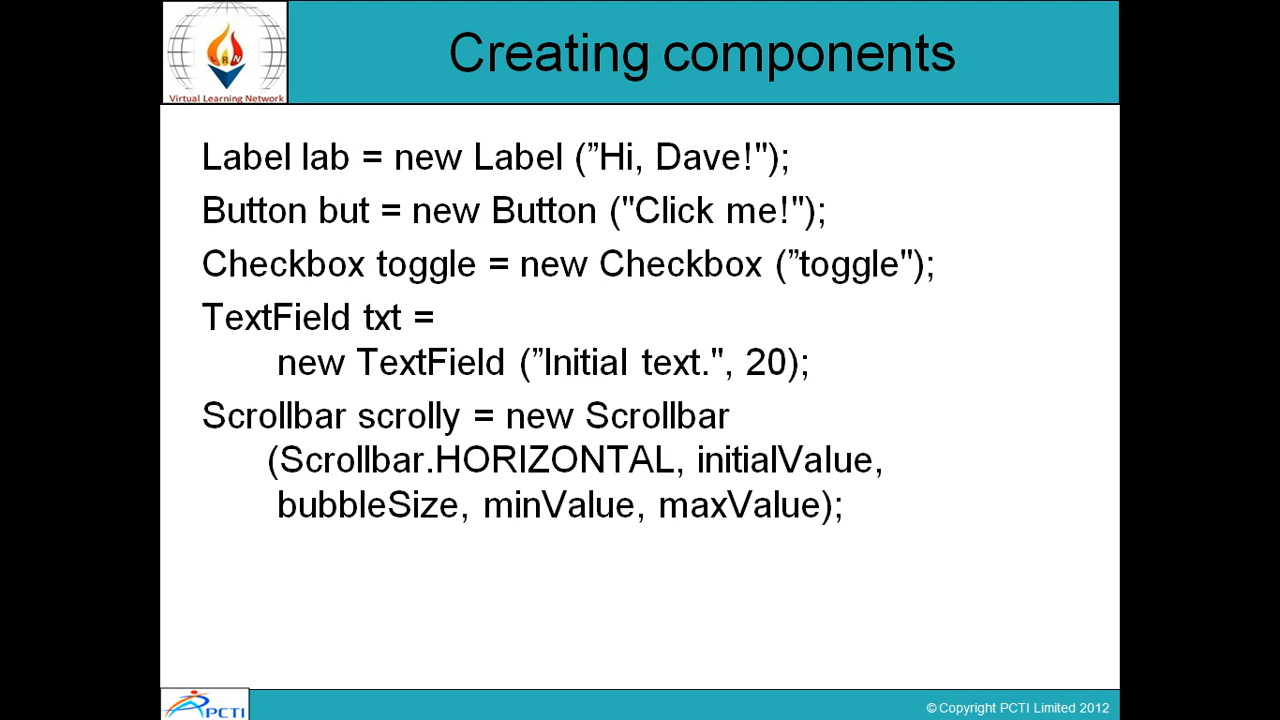 Creating components
LRN
Virtual Learning Network
Label lab = new Label (”Hi, Dave!");
Button but = new Button ("Click me!");
Checkbox toggle = new Checkbox (”toggle");
TextField txt =
new TextField (”Initial text.", 20);
Scrollbar scrolly = new Scrollbar
(Scrollbar.HORIZONTAL, initialValue,
bubbleSize, minValue, maxValue);
PCTI
© Copyright PCTI Limited 2012